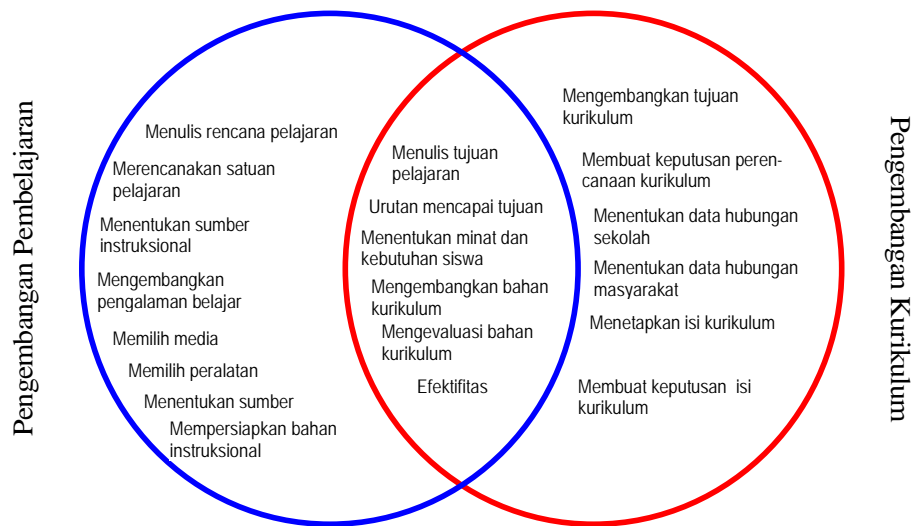 Pengembangan Pembelajaran
Menulis rencana pelajaran
Merencanakan satuan
pelajaran
Menentukan sumber
instruksional
Mengembangkan
pengalaman belajar
Memilih media
Memilih peralatan
Menentukan sumber
Mempersiapkan bahan
instruksional
Menulis tujuan
pelajaran
Urutan mencapai tujuan
Menentukan minat dan
kebutuhan siswa
Mengembangkan bahan
kurikulum
Mengevaluasi bahan
kurikulum
Efektifitas
Mengembangkan tujuan
kurikulum
Membuat keputusan peren-
canaan kurikulum
Menentukan data hubungan
sekolah
Menentukan data hubungan
masyarakat
Menetapkan isi kurikulum
Membuat keputusan isi
kurikulum
Pengembangan Kurikulum